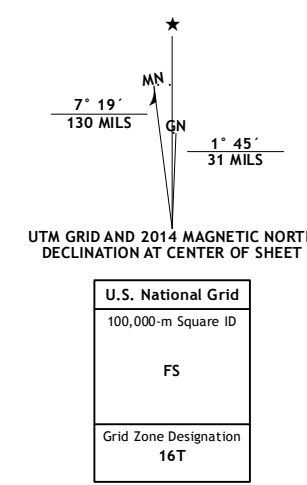 ★
MN
7° 19´
130 MILS
GN
1° 45´
31 MILS
UTM GRID AND 2014 MAGNETIC NORT
DECLINATION AT CENTER OF SHEET
U.S. National Grid
100,000-m Square ID
FS
Grid Zone Designation
16T